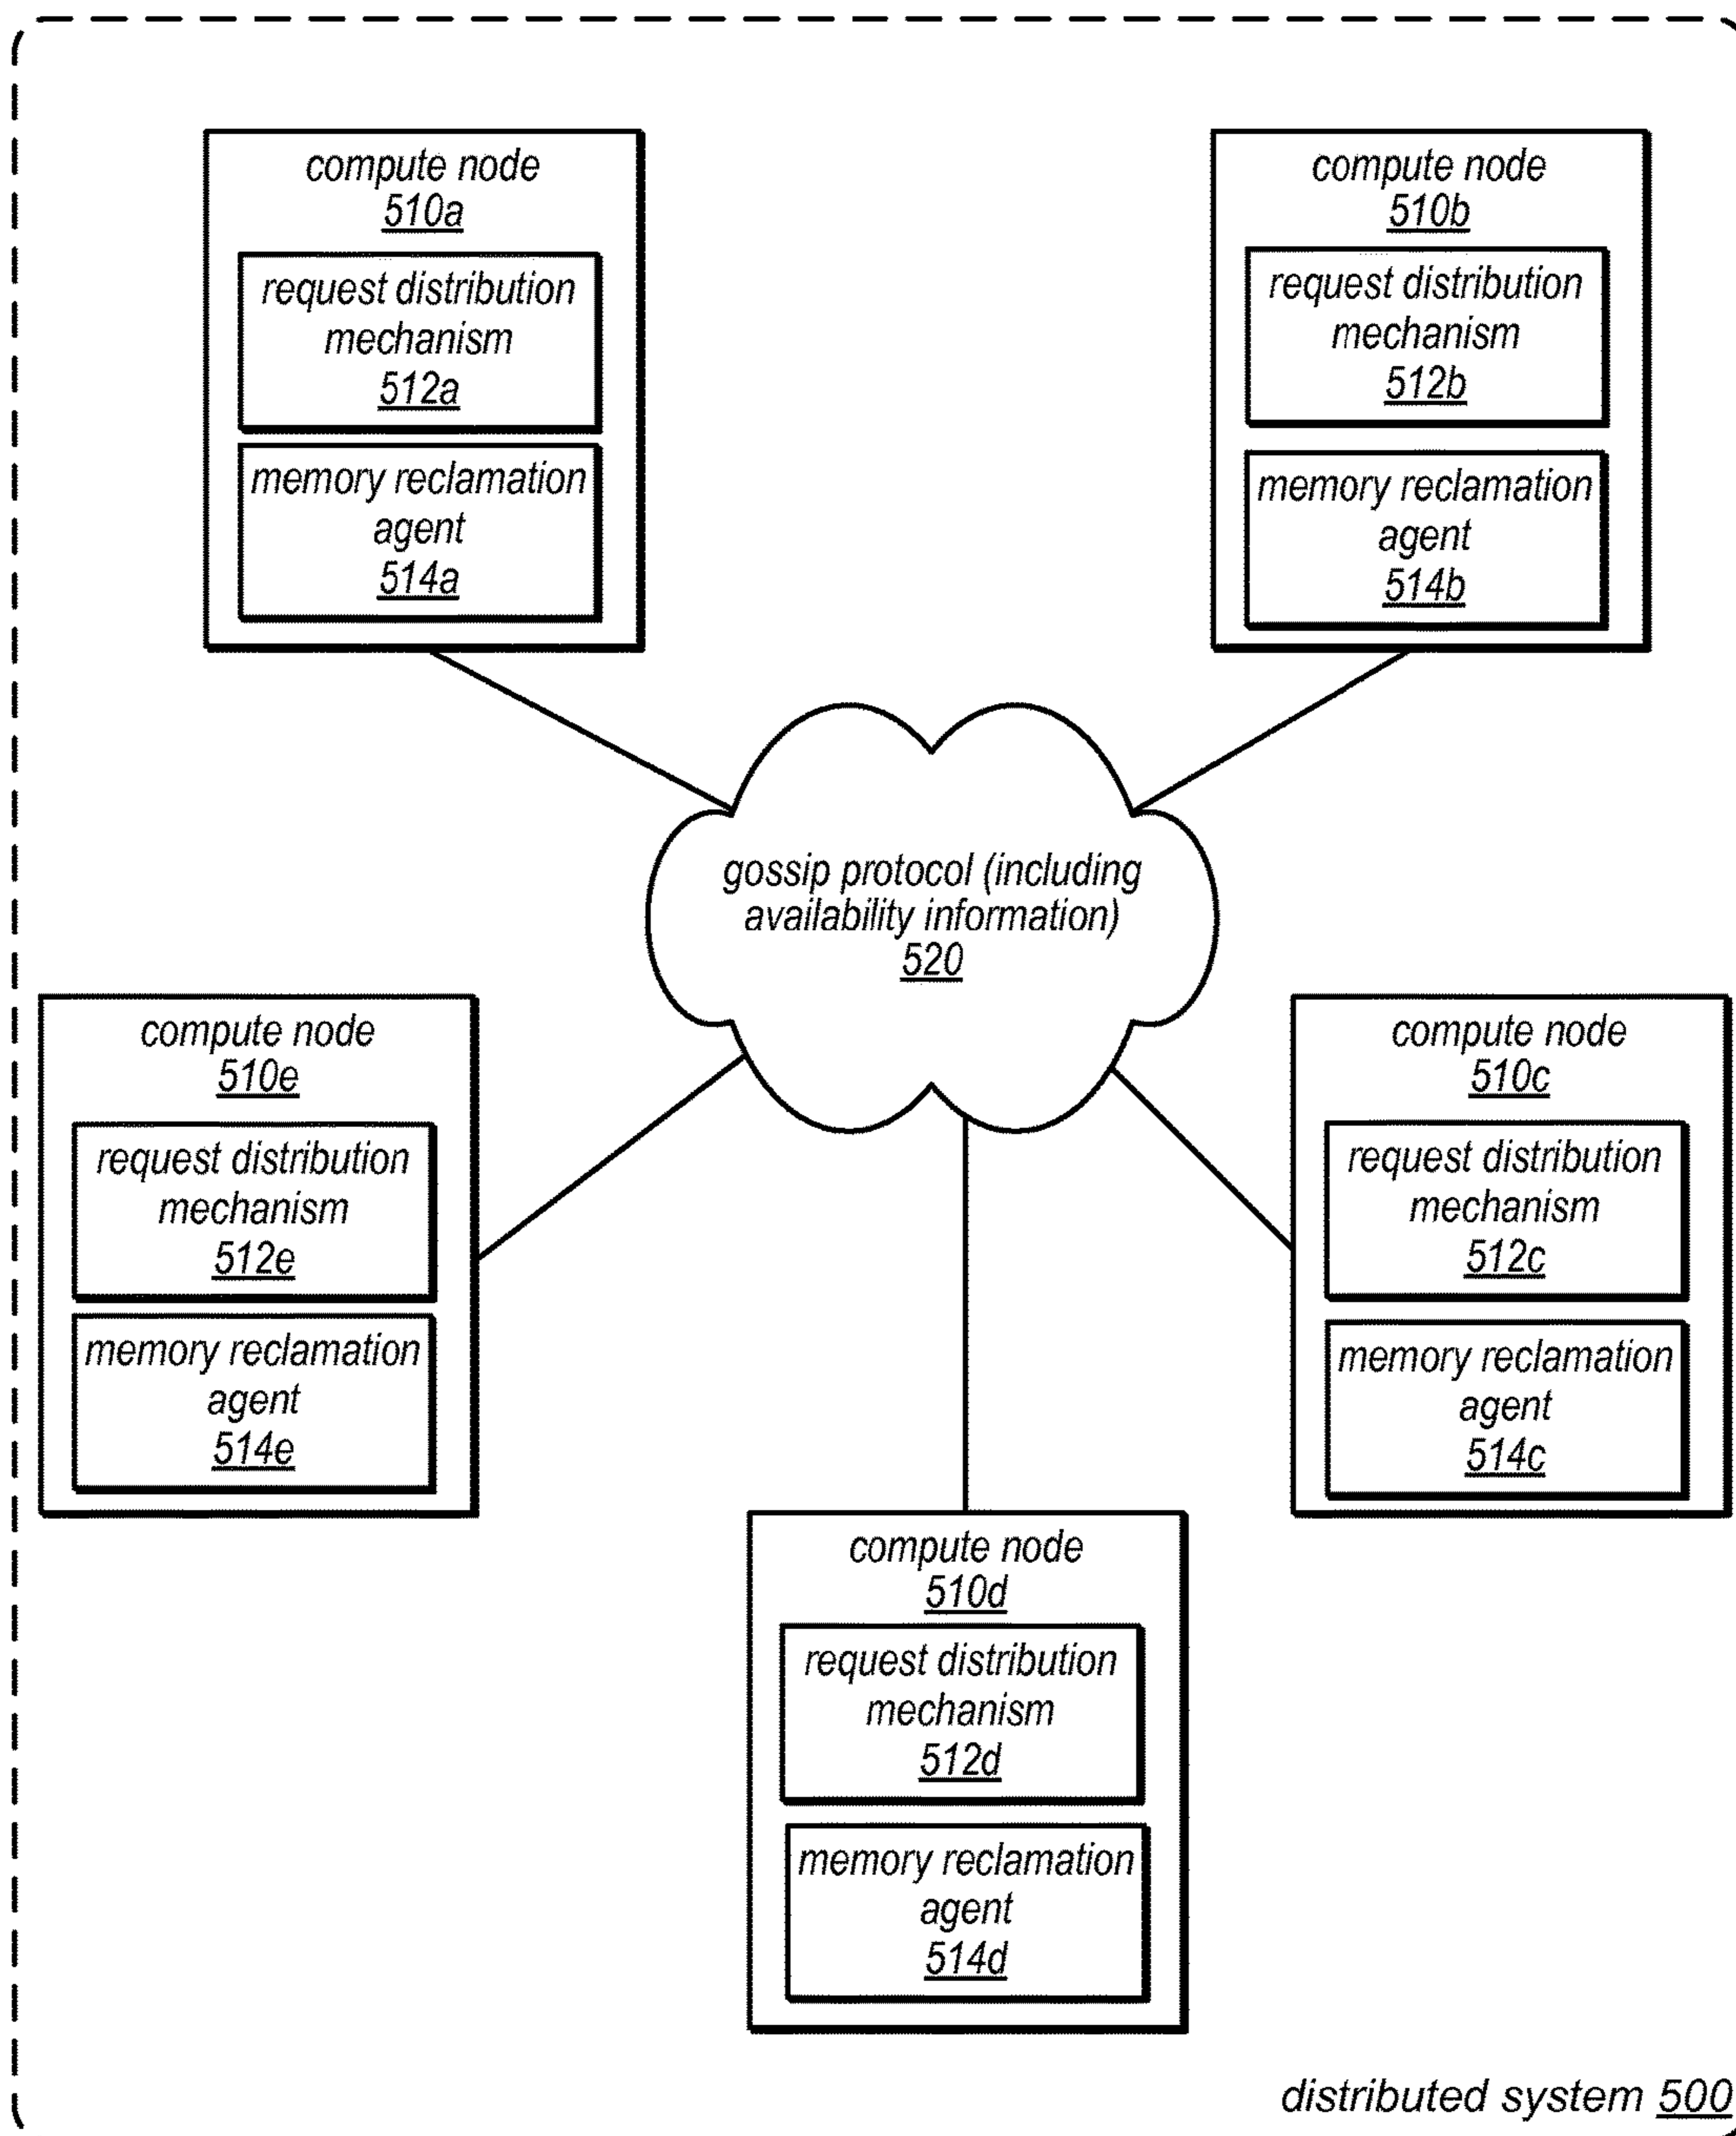 compute node
510a
request distribution
mechanism
512a
memory reclamation
agent
514a
compute node
510b
request distribution
mechanism
512b
memory reclamation
agent
514b
gossip protocol (including
availability information)
520
compute node
510e
request distribution
mechanism
512e
memory reclamation
agent
514e
compute node
510c
request distribution
mechanism
512c
memory reclamation
agent
514c
compute node
510d
request distribution
mechanism
512d
memory reclamation
agent
514d
distributed system 500